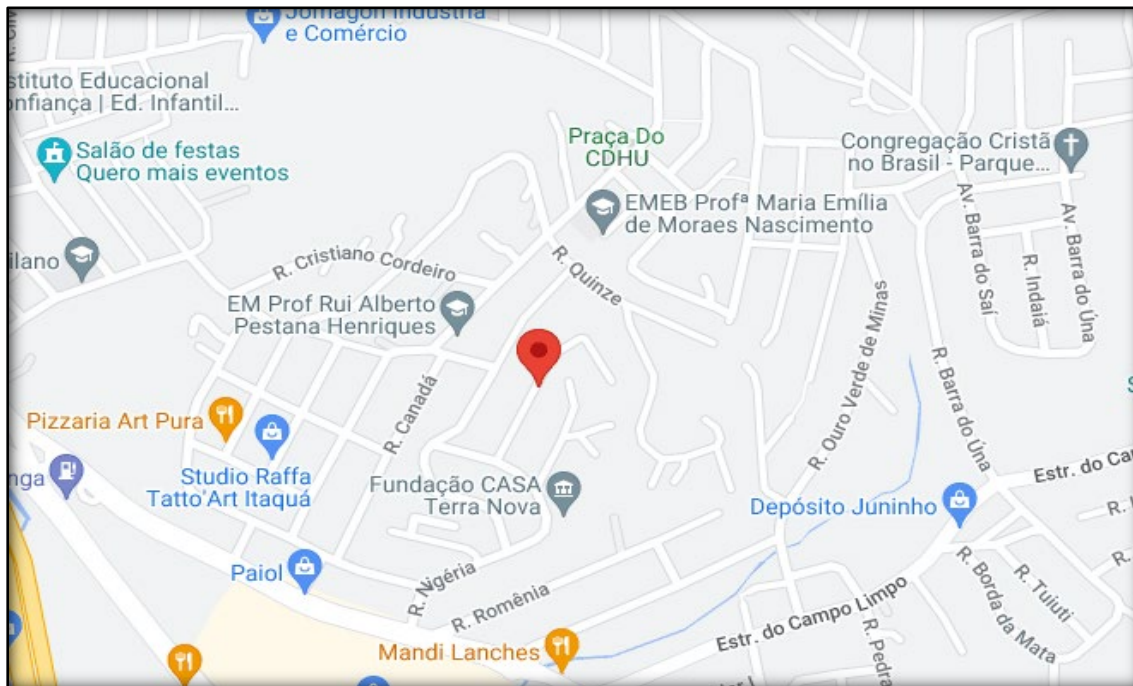 Jomagon Indústria
e Comércio
stituto Educacional
onfiança | Ed. Infantil...
Salão de festas
Quero mais eventos
Praça Do
CDHU
Congregação Cristã
no Brasil - Parque...
EMEB Profª Maria Emília
de Moraes Nascimento
ilano
R. Cristiano Cordeiro
R. Quinze
Av. Barra do Saí
R. Indaiá
Av. Barra do Úna
EM Prof Rui Alberto
Pestana Henriques
R. Ouro Verde de Minas
R. Barra do Úna
R. Canadá
Pizzaria Art Pura
Studio Raffa
Tatto Art Itaquá
nga
Fundação CASA
Terra Nova
Depósito Juninho
Estr. do Ca
Paiol
R. Nigéria
R. Romênia
Mandi Lanches
Estr. do Campo Limpo
R. Borda da Mata
R. Tuiuti
R. Pedra